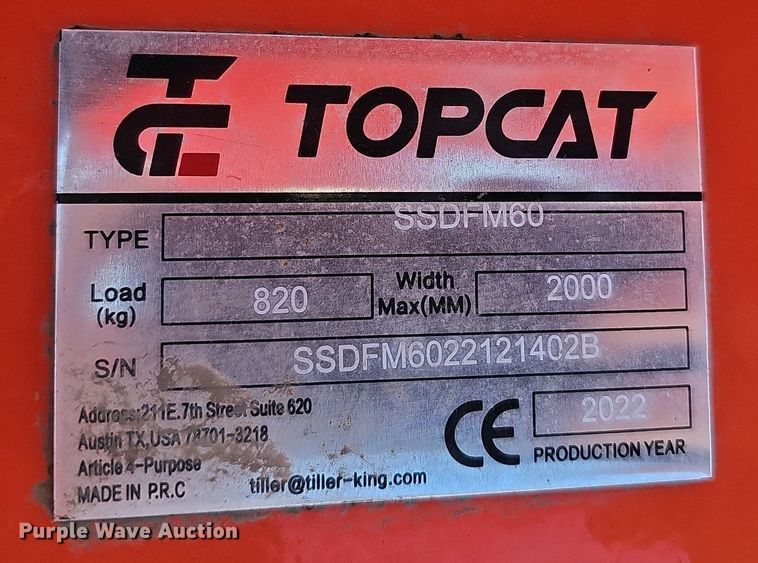 TOPCAT
TYPE SSDFM60
Load (kg) 820 Width Max(MM) 2000
S/N SSDFM6022121402B
Address:211E.7th Street Suite 620
Austin TX,USA 78701-3218
Article 4-Purpose
MADE IN P.R.C
tiller@tiller-king.com
CE
2022
PRODUCTION YEAR
Purple Wave Auction